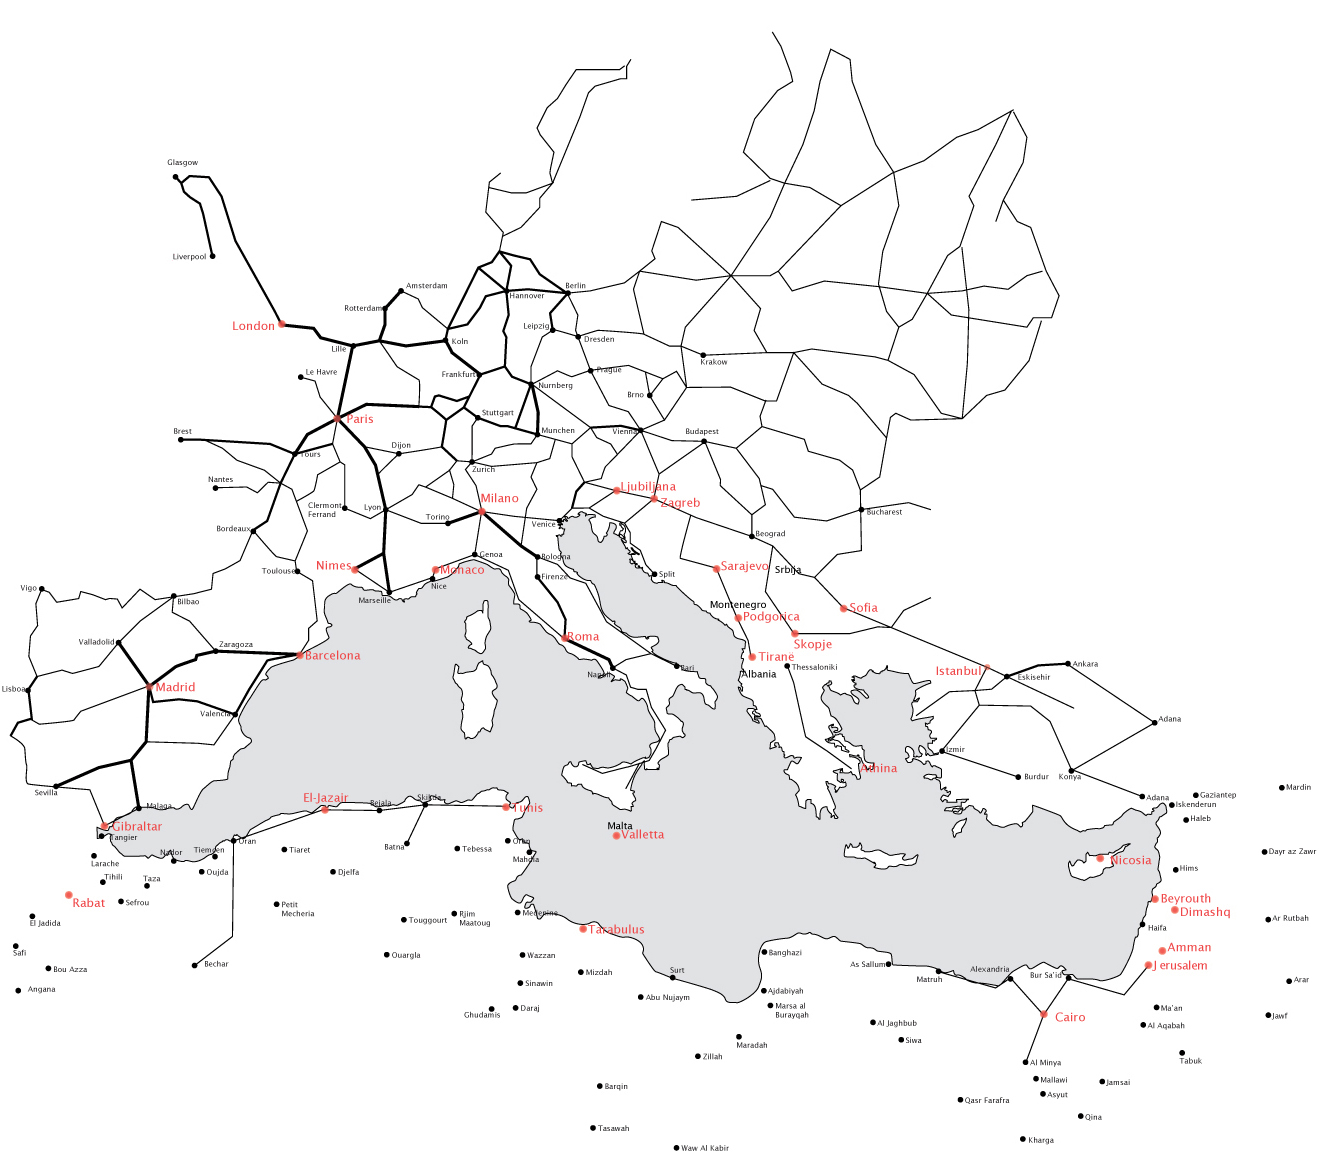 Glasgow
Liverpool
London
Amsterdam
Rotterdam
Lille
Koln
Hannover
Berlin
Leipzig
Dresden
Le Havre
Frankfurt
Nurnberg
Prague
Krakow
Brno
Paris
Stuttgart
Munchen
Vienna
Budapest
Brest
Tours
Dijon
Zurich
Nantes
Clermont
Ferrand
Lyon
Torino
Milano
Venice
Ljubiljana
Zagreb
Bucharest
Beograd
Bordeaux
Toulouse
Nimes
Monaco
Nice
Genoa
Bologna
Firenze
Split
Sarajevo
Srbija
Marseille
Montenegro
Podgorica
Sofia
Skopje
Vigo
Bilbao
Valladolid
Zaragoza
Barcelona
Roma
Napoli
Bari
Tirane
Albania
Thessaloniki
Istanbul
Eskisehir
Ankara
Lisboa
Madrid
Valencia
Adana
Izmir
Burdur
Konya
Athina
Sevilla
Malaga
Gibraltar
Tangier
El-Jazair
Bejaia
Skikda
Tunis
Malta
Valletta
Adana
Iskenderun
Gaziantep
Mardin
Haleb
Larache
Nador
Tiemsen
Oran
Tiaret
Batna
Tebessa
Oran
Mahdia
Nicosia
Dayr az Zawr
Hims
Tihili
Taza
Oujda
Djelfa
Rabat
Sefrou
Petit
Mecheria
Touggourt
Rjim
Maatoug
Medenine
Tarabulus
Beyrouth
Dimashq
Haifa
Ar Rutbah
El Jadida
Safi
Bou Azza
Angana
Bechar
Ouargla
Wazzan
Mizdah
Sinawin
Surt
Abu Nujaym
Banghazi
Ajdabiyah
Marsa al
Burayqah
As Sallum
Matruh
Alexandria
Bur Sa'id
Amman
Jerusalem
Arar
Ghudamis
Daraj
Cairo
Ma'an
Al Aqabah
Jawf
Al Jaghbub
Siwa
Maradah
Zillah
Al Minya
Tabuk
Mallawi
Asyut
Jamsai
Barqin
Qasr Farafra
Qina
Tasawah
Waw Al Kabir
Kharga